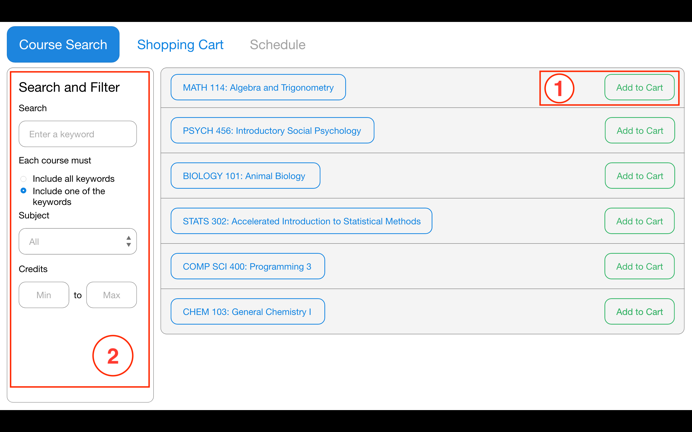 Course Search
Shopping Cart
Schedule
Search and Filter
Search
Enter a keyword
Each course must
Include all keywords
Include one of the
keywords
Subject
All
Credits
Min to Max
2
MATH 114: Algebra and Trigonometry
1
Add to Cart
PSYCH 456: Introductory Social Psychology
Add to Cart
BIOLOGY 101: Animal Biology
Add to Cart
STATS 302: Accelerated Introduction to Statistical Methods
Add to Cart
COMP SCI 400: Programming 3
Add to Cart
CHEM 103: General Chemistry I
Add to Cart